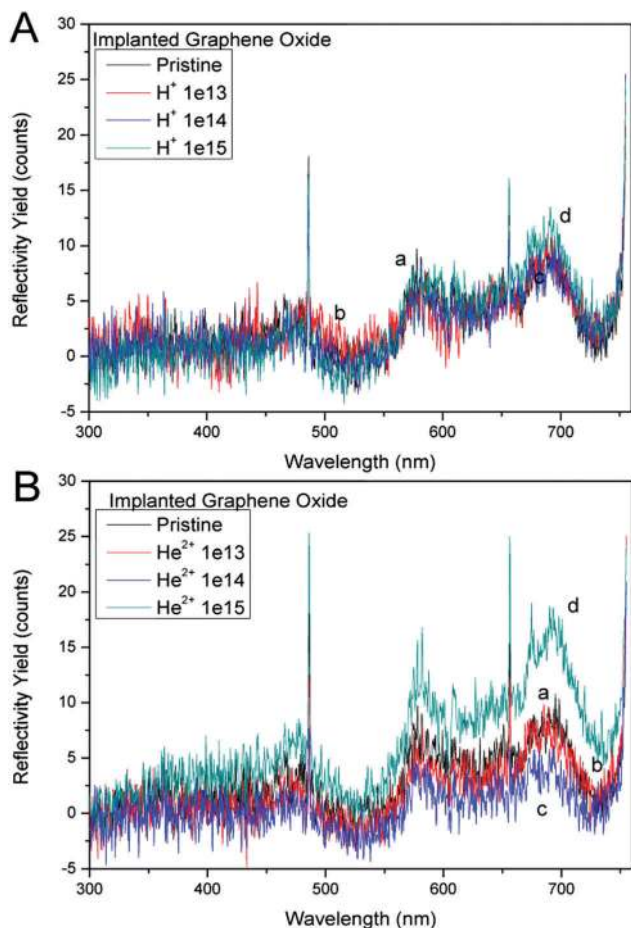 A
Implanted Graphene Oxide
Pristine
H⁺ 1e13
H⁺ 1e14
H⁺ 1e15
30
25
20
15
10
5
0
-5
Reflectivity Yield (counts)
a
b
c
d
300
400
500
600
700
Wavelength (nm)
B
Implanted Graphene Oxide
Pristine
He²⁺ 1e13
He²⁺ 1e14
He²⁺ 1e15
30
25
20
15
10
5
0
-5
Reflectivity Yield (counts)
d
a
b
c
300
400
500
600
700
Wavelength (nm)